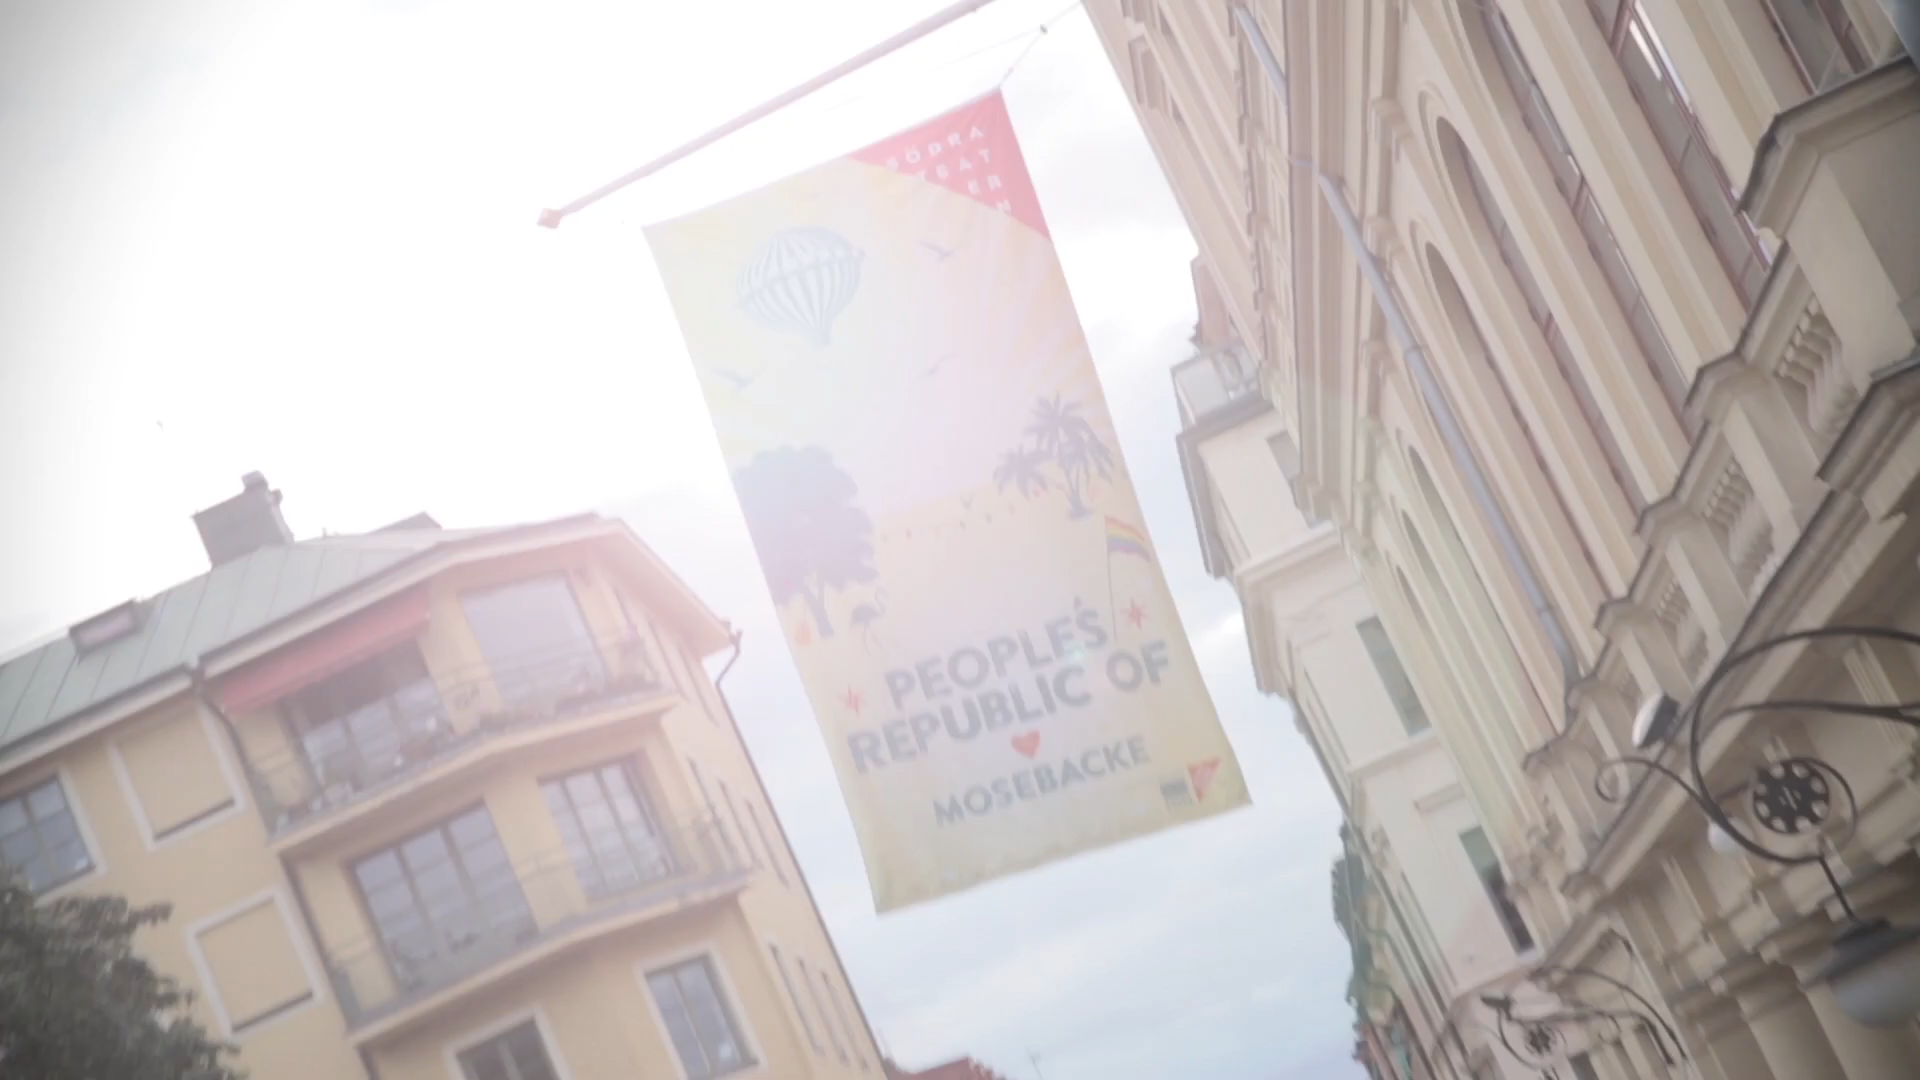 SÖDRA
TEAT
ER
N
PEOPLE'S
REPUBLIC OF
MOSEBACKE